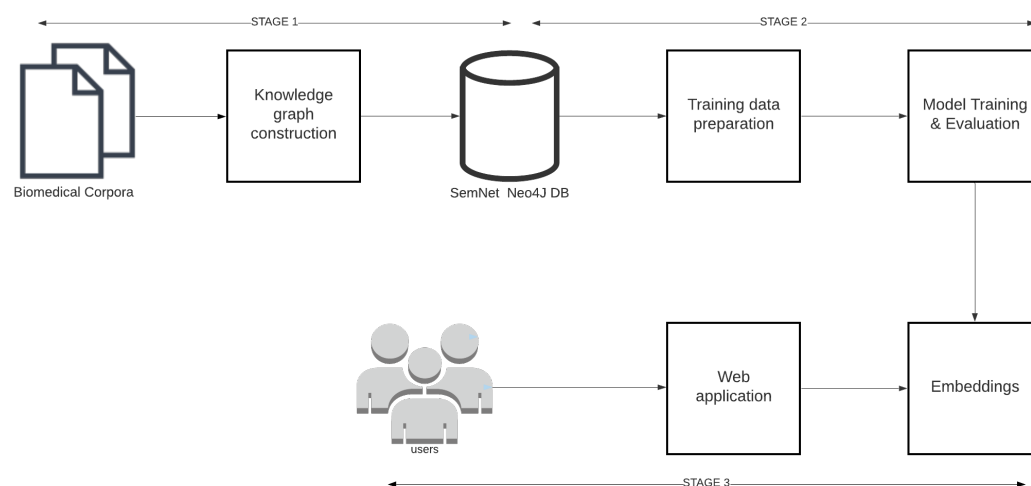 STAGE 1
STAGE 2
Knowledge
graph
construction
Training data
preparation
Model Training
& Evaluation
Biomedical Corpora
SemNet  Neo4J DB
Web
application
Embeddings
users
STAGE 3